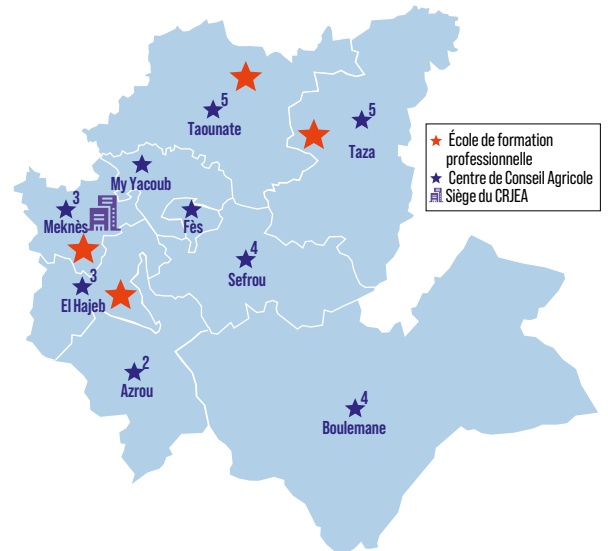 5
Taounate
5
Taza
École de formation
professionnelle
Centre de Conseil Agricole
Siège du CRJEA
My Yacoub
3
Meknès
Fès
4
Sefrou
3
El Hajeb
2
Azrou
4
Boulemane